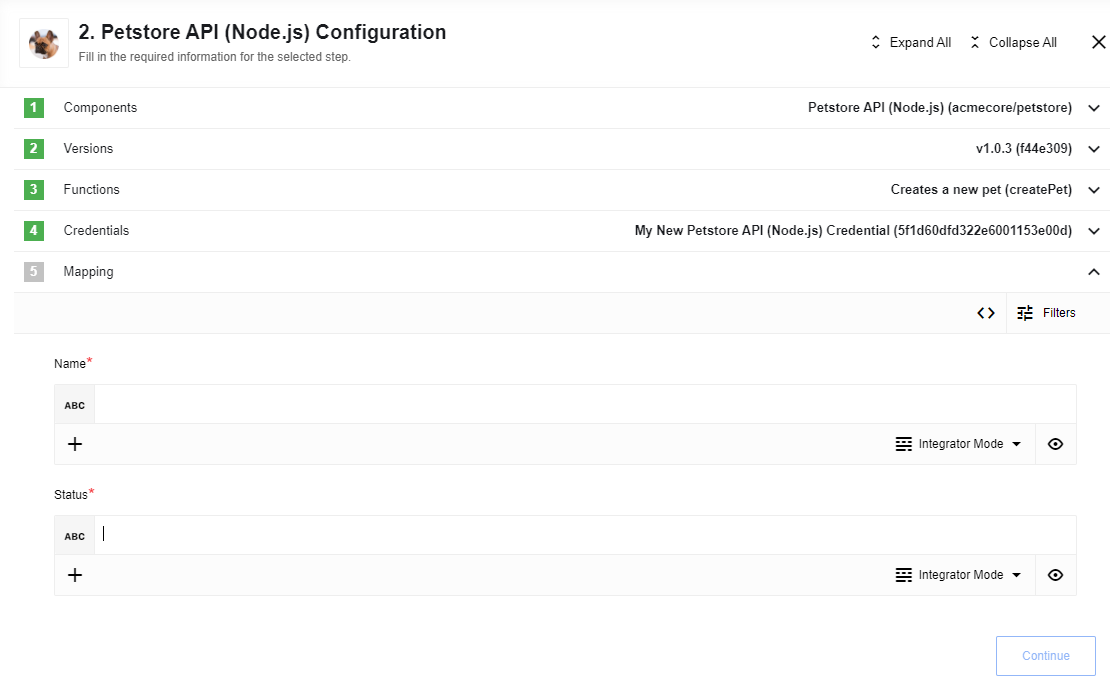 2. Petstore API (Node.js) Configuration
Fill in the required information for the selected step.
Expand All
Collapse All
1 Components Petstore API (Node.js) (acmecore/petstore)
2 Versions v1.0.3 (f44e309)
3 Functions Creates a new pet (createPet)
4 Credentials My New Petstore API (Node.js) Credential (5f1d60dfd322e6001153e00d)
5 Mapping
Filters
Name*
ABC
Integrator Mode
Status*
ABC
Integrator Mode
Continue